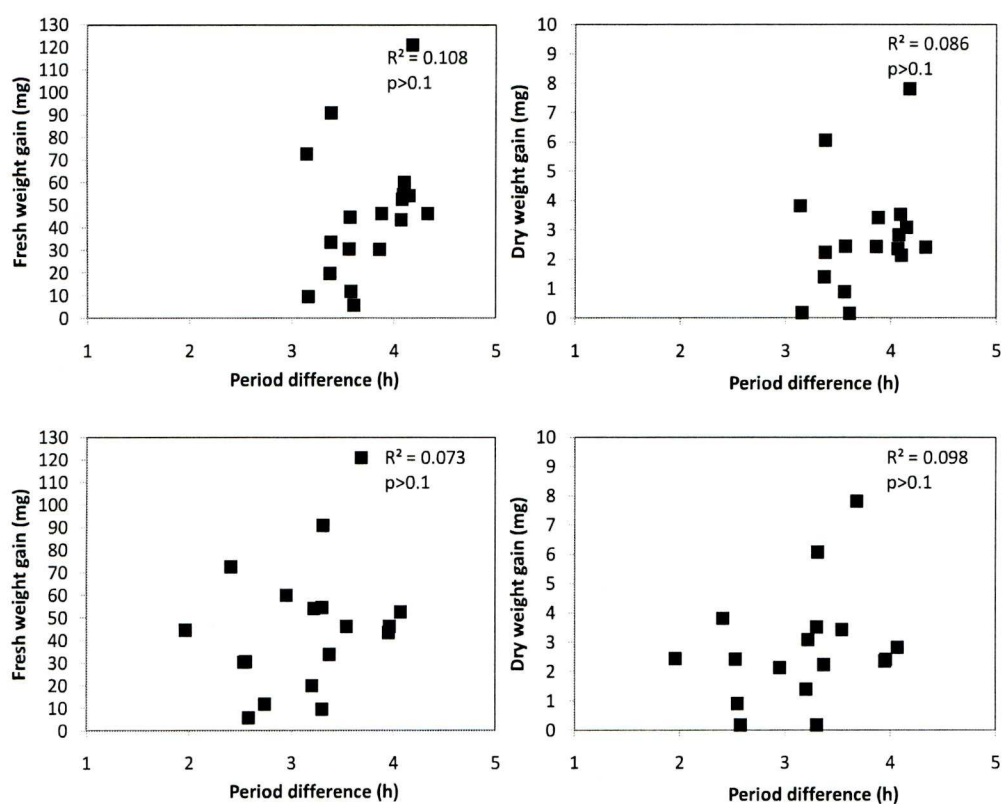 Fresh weight gain (mg)
130
120
110
100
90
80
70
60
50
40
30
20
10
0
R² = 0.108
p>0.1
1 2 3 4 5
Period difference (h)
Dry weight gain (mg)
10
9
8
7
6
5
4
3
2
1
0
R² = 0.086
p>0.1
1 2 3 4 5
Period difference (h)
Fresh weight gain (mg)
130
120
110
100
90
80
70
60
50
40
30
20
10
0
R² = 0.073
p>0.1
1 2 3 4 5
Period difference (h)
Dry weight gain (mg)
10
9
8
7
6
5
4
3
2
1
0
R² = 0.098
p>0.1
1 2 3 4 5
Period difference (h)